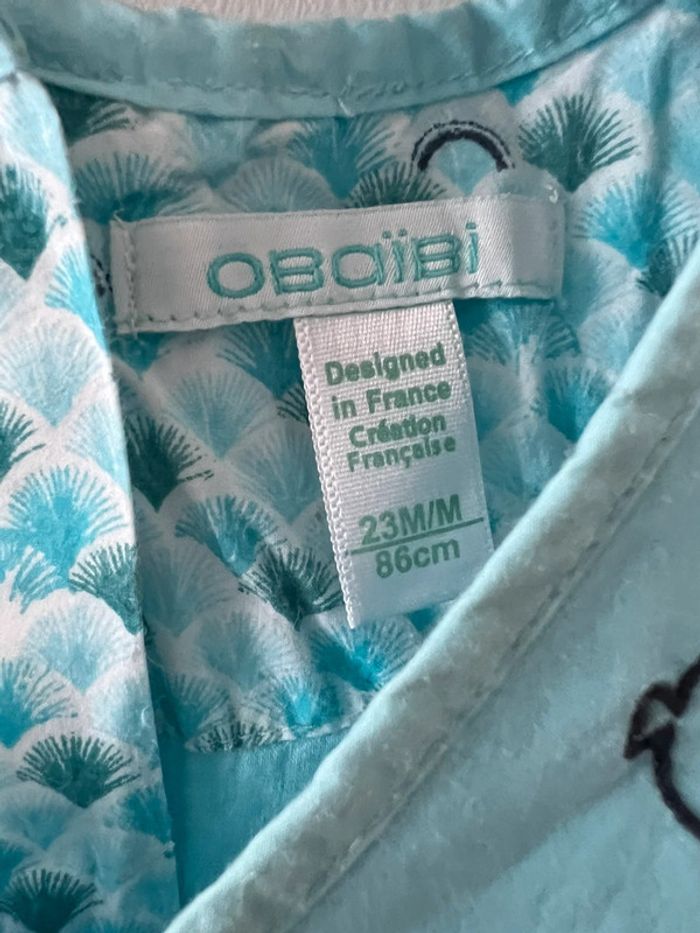 OBaïBi
Designed
in France
Création
Française
23M/M
86cm